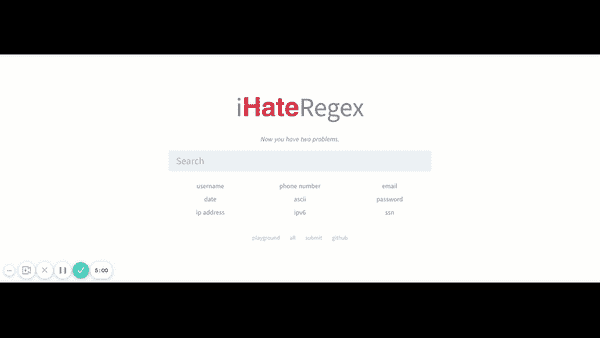 iHateRegex
Now you have two problems.
Search
username phone number email
date ascii password
ip address ipv6 ssn
playground all submit github
5:00